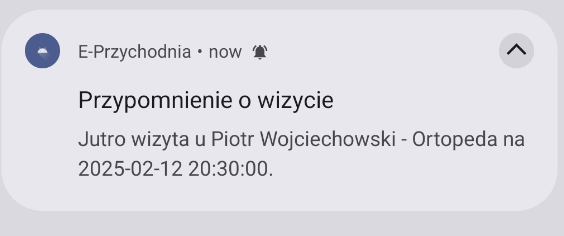 E-Przychodnia • now
Przypomnienie o wizycie
Jutro wizyta u Piotr Wojciechowski - Ortopeda na
2025-02-12 20:30:00.